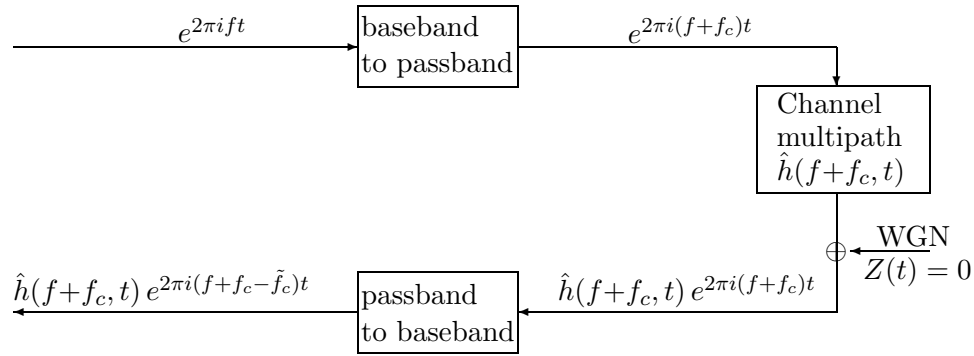 e^{2πift}
baseband
to passband
e^{2πi(f+f_c)t}
Channel
multipath
ĥ(f+f_c, t)
WGN
Z(t) = 0
ĥ(f+f_c, t) e^{2πi(f+f_c−f̃_c)t}
passband
to baseband
ĥ(f+f_c, t) e^{2πi(f+f_c)t}